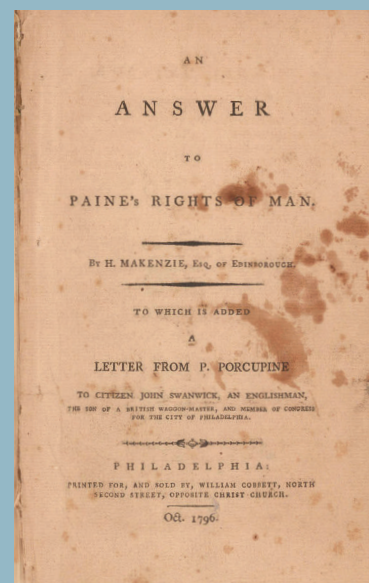 AN
ANSWER
TO
PAINE's RIGHTS OF MAN.
By H. MAKENZIE, Esq. of Edinborough.
TO WHICH IS ADDED
A
LETTER FROM P. PORCUPINE
TO CITIZEN JOHN SWANWICK, AN ENGLISHMAN,
THE SON OF A BRITISH WAGGON-MASTER, AND MEMBER OF CONGRESS
FOR THE CITY OF PHILADELPHIA.
PHILADELPHIA:
PRINTED FOR, AND SOLD BY, WILLIAM COBBETT, NORTH
SECOND STREET, OPPOSITE CHRIST CHURCH.
Oct. 1796.